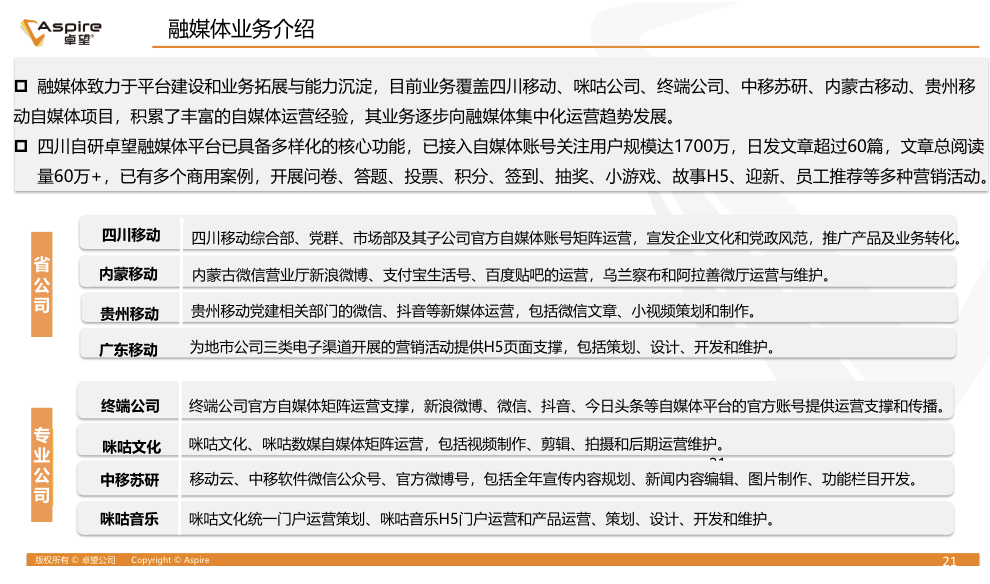 Aspire
卓望
融媒体业务介绍
融媒体致力于平台建设和业务拓展与能力沉淀，目前业务覆盖四川移动、咪咕公司、终端公司、中移苏研、内蒙古移动、贵州移
动自媒体项目，积累了丰富的自媒体运营经验，其业务逐步向融媒体集中化运营趋势发展。
四川自研卓望融媒体平台已具备多样化的核心功能，已接入自媒体账号关注用户规模达1700万，日发文章超过60篇，文章总阅读
量60万+，已有多个商用案例，开展问卷、答题、投票、积分、签到、抽奖、小游戏、故事H5、迎新、员工推荐等多种营销活动。
省公司
四川移动 四川移动综合部、党群、市场部及其子公司官方自媒体账号矩阵运营，宣发企业文化和党政风范，推广产品及业务转化。
内蒙移动 内蒙古微信营业厅新浪微博、支付宝生活号、百度贴吧的运营，乌兰察布和阿拉善微厅运营与维护。
贵州移动 贵州移动党建相关部门的微信、抖音等新媒体运营，包括微信文章、小视频策划和制作。
广东移动 为地市公司三类电子渠道开展的营销活动提供H5页面支撑，包括策划、设计、开发和维护。
专业公司
终端公司 终端公司官方自媒体矩阵运营支撑，新浪微博、微信、抖音、今日头条等自媒体平台的官方账号提供运营支撑和传播。
咪咕文化 咪咕文化、咪咕数媒自媒体矩阵运营，包括视频制作、剪辑、拍摄和后期运营维护。
中移苏研 移动云、中移软件微信公众号、官方微博号，包括全年宣传内容规划、新闻内容编辑、图片制作、功能栏目开发。
咪咕音乐 咪咕文化统一门户运营策划、咪咕音乐H5门户运营和产品运营、策划、设计、开发和维护。
版权所有 © 卓望公司 Copyright © Aspire
21